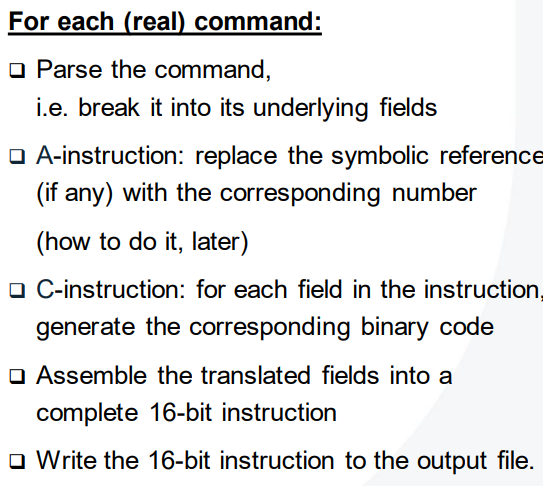 For each (real) command:
❑ Parse the command,
i.e. break it into its underlying fields
❑ A-instruction: replace the symbolic reference
(if any) with the corresponding number
(how to do it, later)
❑ C-instruction: for each field in the instruction,
generate the corresponding binary code
❑ Assemble the translated fields into a
complete 16-bit instruction
❑ Write the 16-bit instruction to the output file.